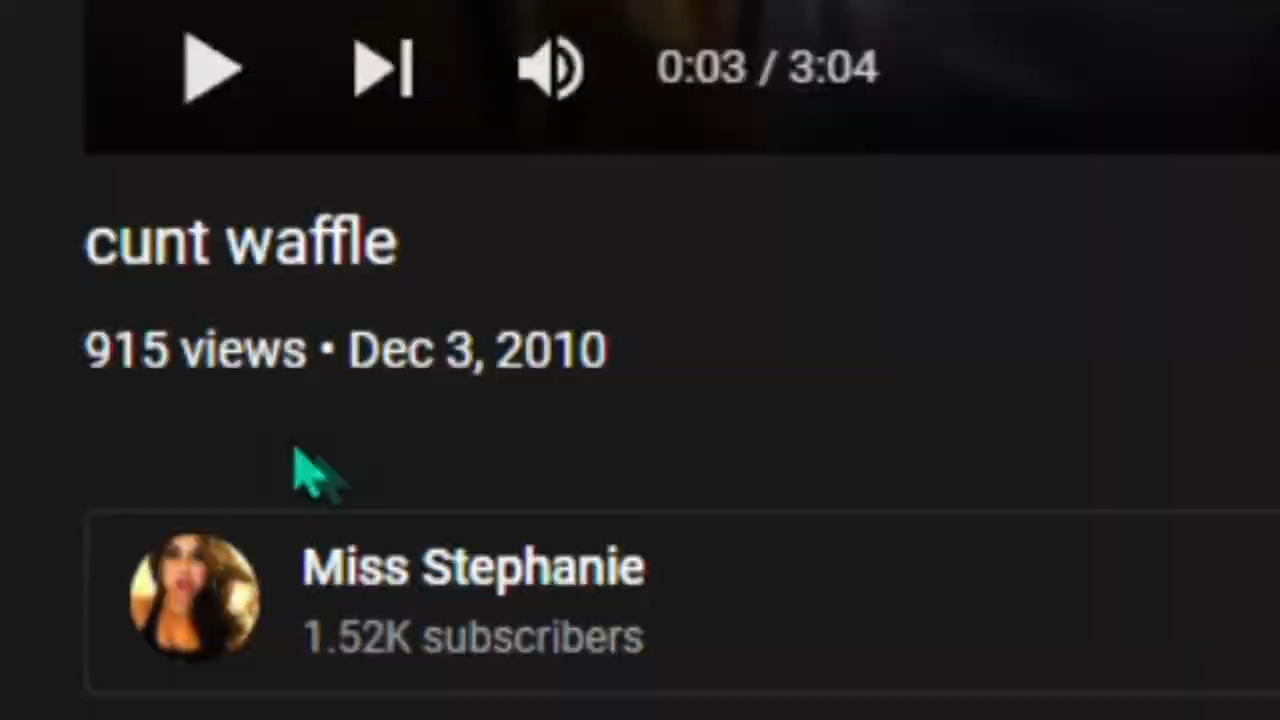 0:03 / 3:04
cunt waffle
915 views • Dec 3, 2010
Miss Stephanie
1.52K subscribers